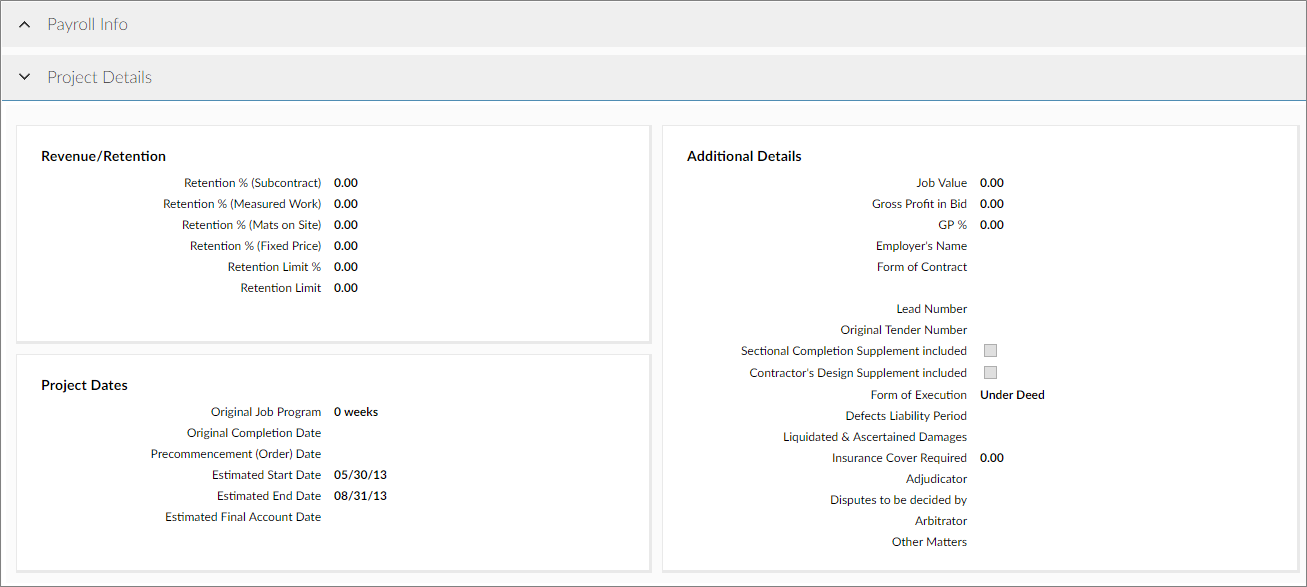 Payroll Info
Project Details
Revenue/Retention
Retention % (Subcontract) 0.00
Retention % (Measured Work) 0.00
Retention % (Mats on Site) 0.00
Retention % (Fixed Price) 0.00
Retention Limit % 0.00
Retention Limit 0.00
Project Dates
Original Job Program 0 weeks
Original Completion Date
Precommencement (Order) Date
Estimated Start Date 05/30/13
Estimated End Date 08/31/13
Estimated Final Account Date
Additional Details
Job Value 0.00
Gross Profit in Bid 0.00
GP % 0.00
Employer's Name
Form of Contract
Lead Number
Original Tender Number
Sectional Completion Supplement included
Contractor's Design Supplement included
Form of Execution Under Deed
Defects Liability Period
Liquidated & Ascertained Damages
Insurance Cover Required 0.00
Adjudicator
Disputes to be decided by
Arbitrator
Other Matters